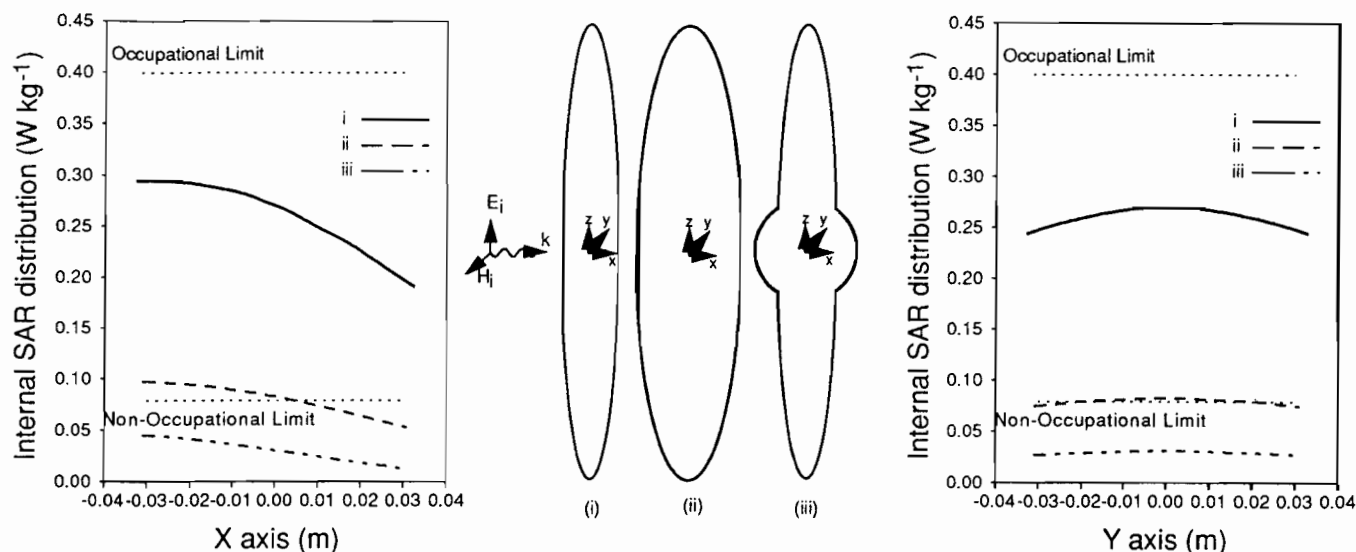 Internal SAR distribution (W kg-1)
0.45
0.40
0.35
0.30
0.25
0.20
0.15
0.10
0.05
0.00
Occupational Limit
i
ii
iii
Non-Occupational Limit
-0.04 -0.03 -0.02 -0.01 0.00 0.01 0.02 0.03 0.04
X axis (m)
Ei
k
Hi
z y
x
(i)
z y
x
(ii)
z y
x
(iii)
Internal SAR distribution (W kg-1)
0.45
0.40
0.35
0.30
0.25
0.20
0.15
0.10
0.05
0.00
Occupational Limit
i
ii
iii
Non-Occupational Limit
-0.04 -0.03 -0.02 -0.01 0.00 0.01 0.02 0.03 0.04
Y axis (m)